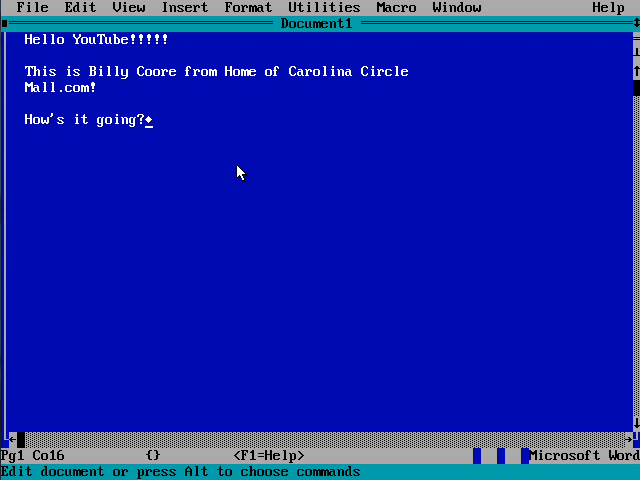 File Edit View Insert Format Utilities Macro Window Help
Document1
Hello YouTube!!!!!
This is Billy Coore from Home of Carolina Circle
Mall.com!
How's it going?
Pg1 Co16 {} <F1=Help> Microsoft Word
Edit document or press Alt to choose commands